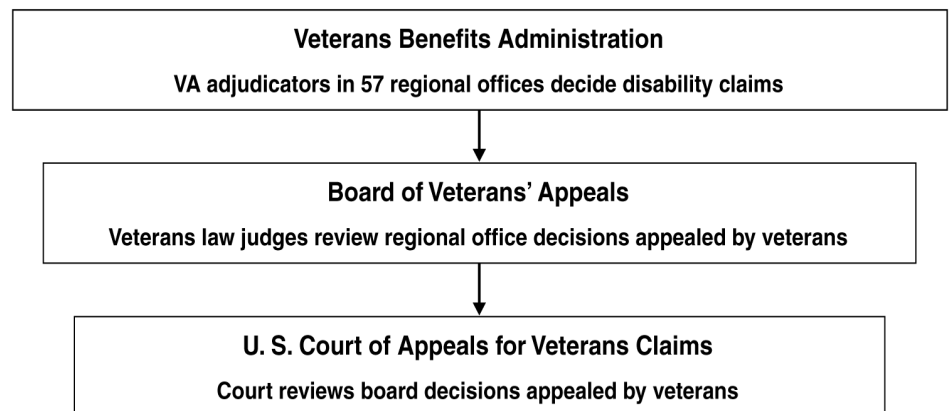 Veterans Benefits Administration
VA adjudicators in 57 regional offices decide disability claims
Board of Veterans’ Appeals
Veterans law judges review regional office decisions appealed by veterans
U. S. Court of Appeals for Veterans Claims
Court reviews board decisions appealed by veterans